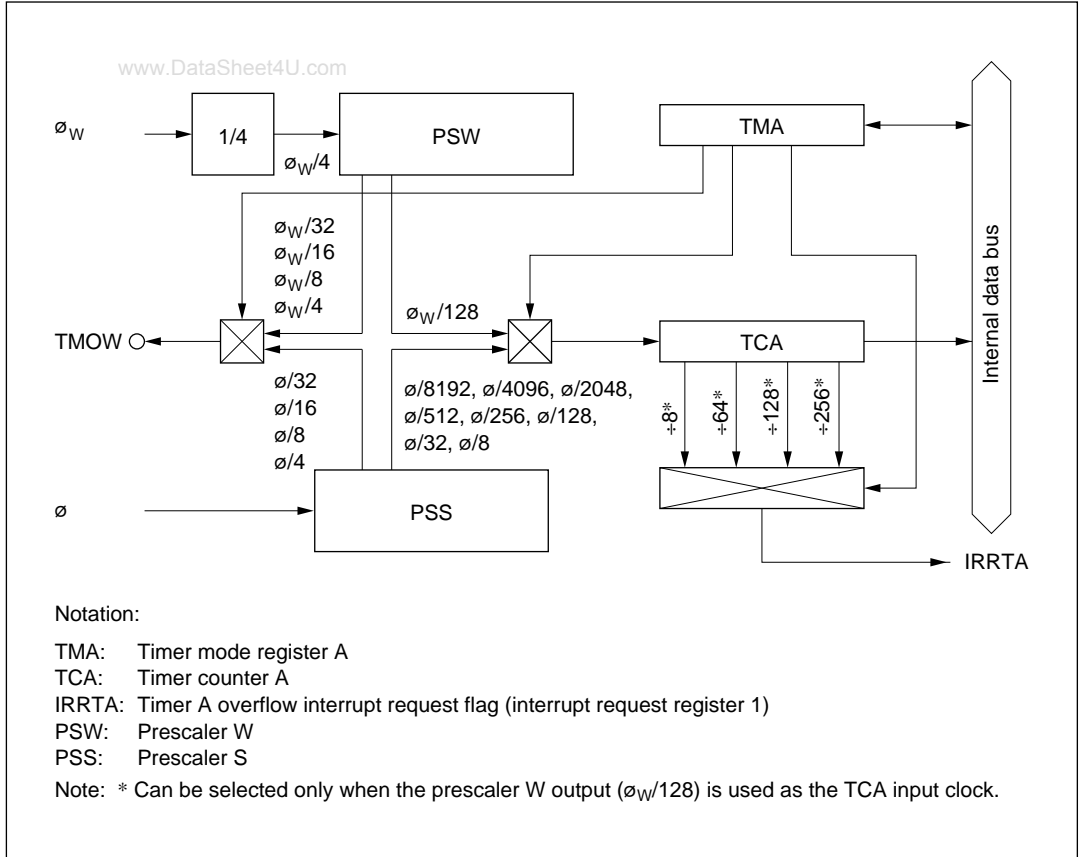 www.DataSheet4U.com
øW
1/4
PSW
TMA
øW/4
øW/32
øW/16
øW/8
øW/4
øW/128
TMOW
TCA
Internal data bus
ø/32
ø/16
ø/8
ø/4
ø/8192, ø/4096, ø/2048,
ø/512, ø/256, ø/128,
ø/32, ø/8
÷8*
÷64*
÷128*
÷256*
ø
PSS
IRRTA
Notation:
TMA: Timer mode register A
TCA: Timer counter A
IRRTA: Timer A overflow interrupt request flag (interrupt request register 1)
PSW: Prescaler W
PSS: Prescaler S
Note: * Can be selected only when the prescaler W output (øW/128) is used as the TCA input clock.